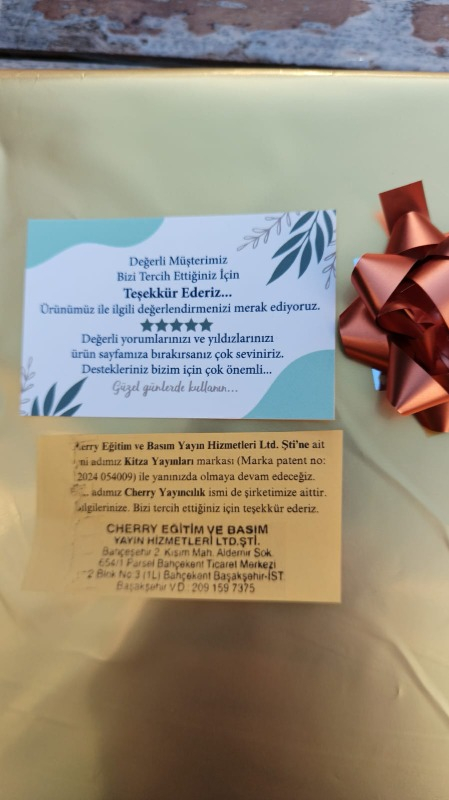 Değerli Müşterimiz
Bizi Tercih Ettiğiniz İçin
Teşekkür Ederiz...
Ürünümüz ile ilgili değerlendirmenizi merak ediyoruz.
Değerli yorumlarınızı ve yıldızlarınızı
ürün sayfamıza bırakırsanız çok seviniriz.
Destekleriniz bizim için çok önemli...
Güzel günlerde kullanın...
Cherry Eğitim ve Basım Yayın Hizmetleri Ltd. Şti'ne ait
adımız Kitza Yayınları markası (Marka patent no:
2024 054009) ile yanınızda olmaya devam edeceğiz.
adımız Cherry Yayıncılık ismi de şirketimize aittir.
Bilgilerinize. Bizi tercih ettiğiniz için teşekkür ederiz.
CHERRY EĞİTİM VE BASIM
YAYIN HİZMETLERİ LTD.ŞTİ.
Bahçeşehir 2. Kısım Mah. Aldemir Sok.
654/1 Parsel Bahçekent Ticaret Merkezi
Blok No:3 (1L) Bahçekent Başakşehir-İST
Başakşehir V.D. 209 159 7375